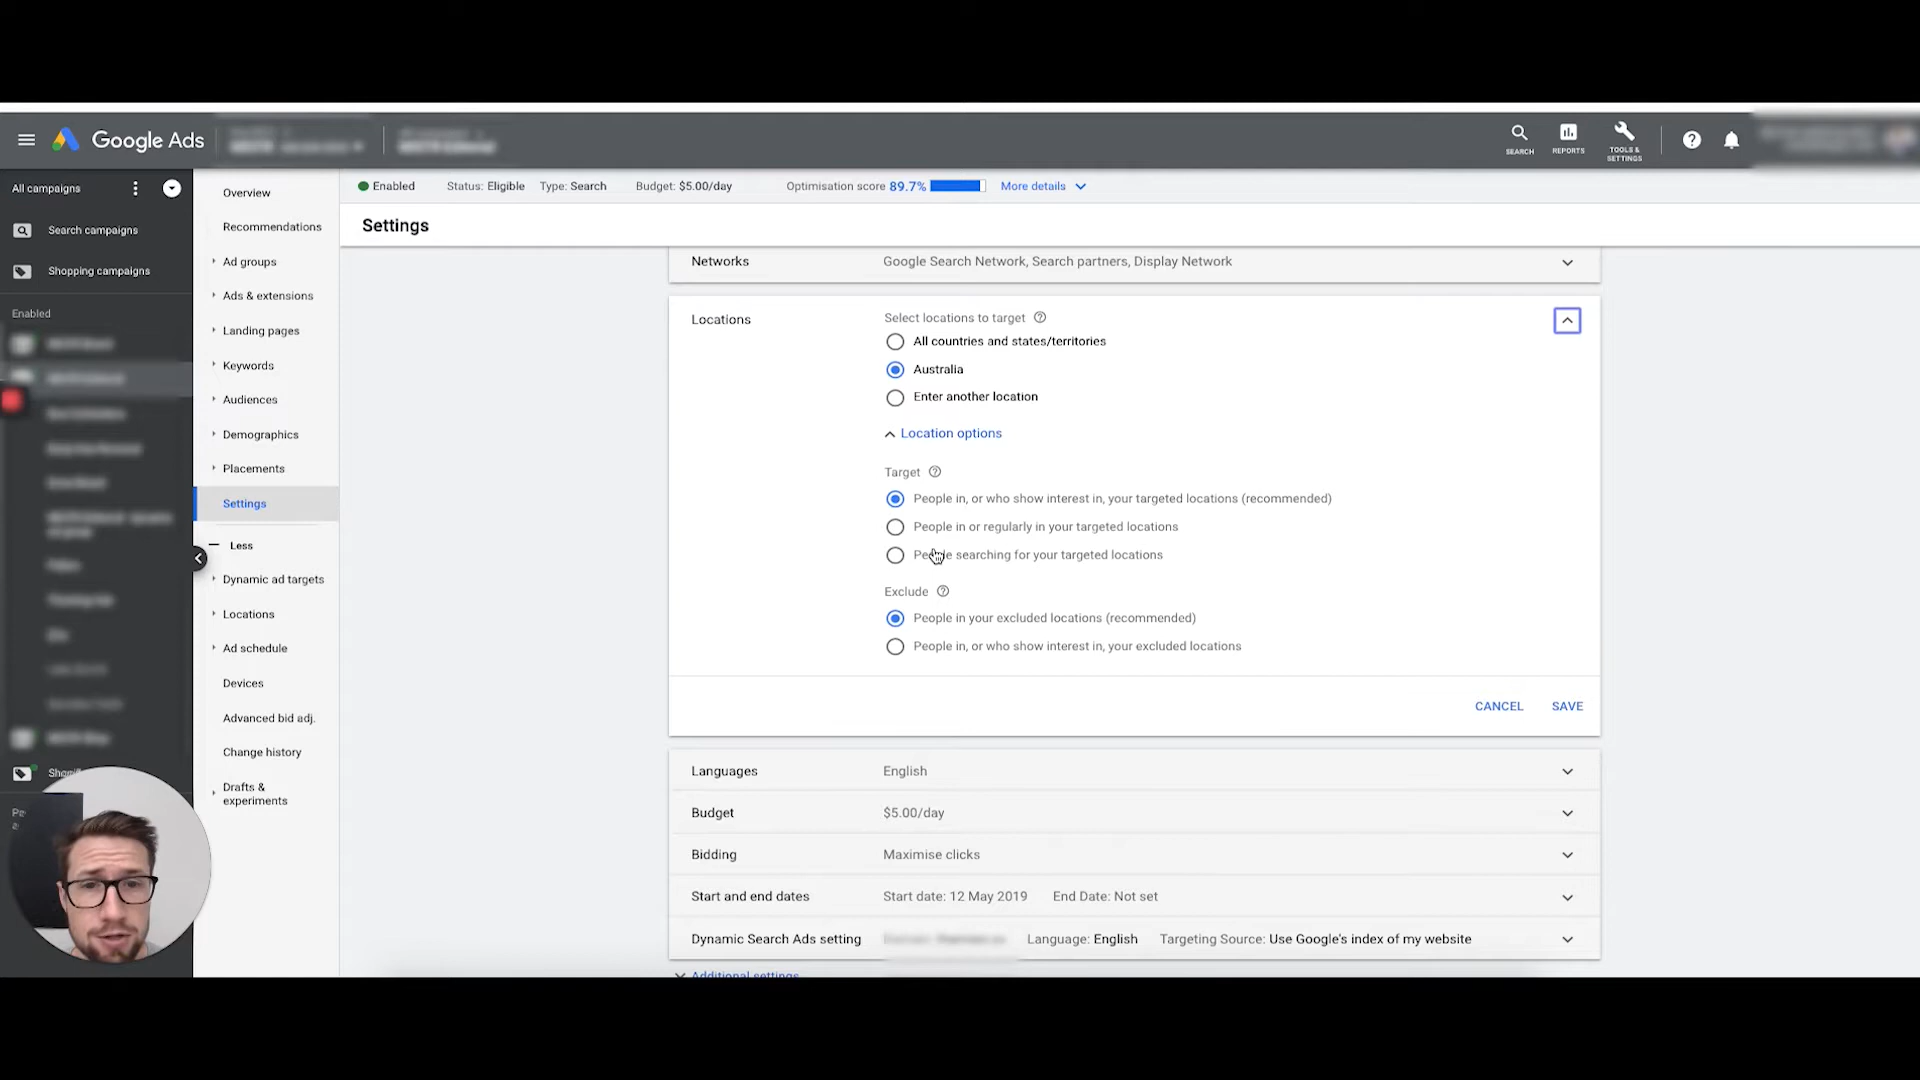 Google Ads
SEARCH
REPORTS
TOOLS &
SETTINGS
All campaigns
Search campaigns
Shopping campaigns
Enabled
Overview
Recommendations
Ad groups
Ads & extensions
Landing pages
Keywords
Audiences
Demographics
Placements
Settings
Less
Dynamic ad targets
Locations
Ad schedule
Devices
Advanced bid adj.
Change history
Drafts &
experiments
Enabled Status: Eligible Type: Search Budget: $5.00/day Optimisation score 89.7% More details
Settings
Networks Google Search Network, Search partners, Display Network
Locations Select locations to target
All countries and states/territories
Australia
Enter another location
Location options
Target
People in, or who show interest in, your targeted locations (recommended)
People in or regularly in your targeted locations
People searching for your targeted locations
Exclude
People in your excluded locations (recommended)
People in, or who show interest in, your excluded locations
CANCEL SAVE
Languages English
Budget $5.00/day
Bidding Maximise clicks
Start and end dates Start date: 12 May 2019 End Date: Not set
Dynamic Search Ads setting Language: English Targeting Source: Use Google's index of my website
Additional settings